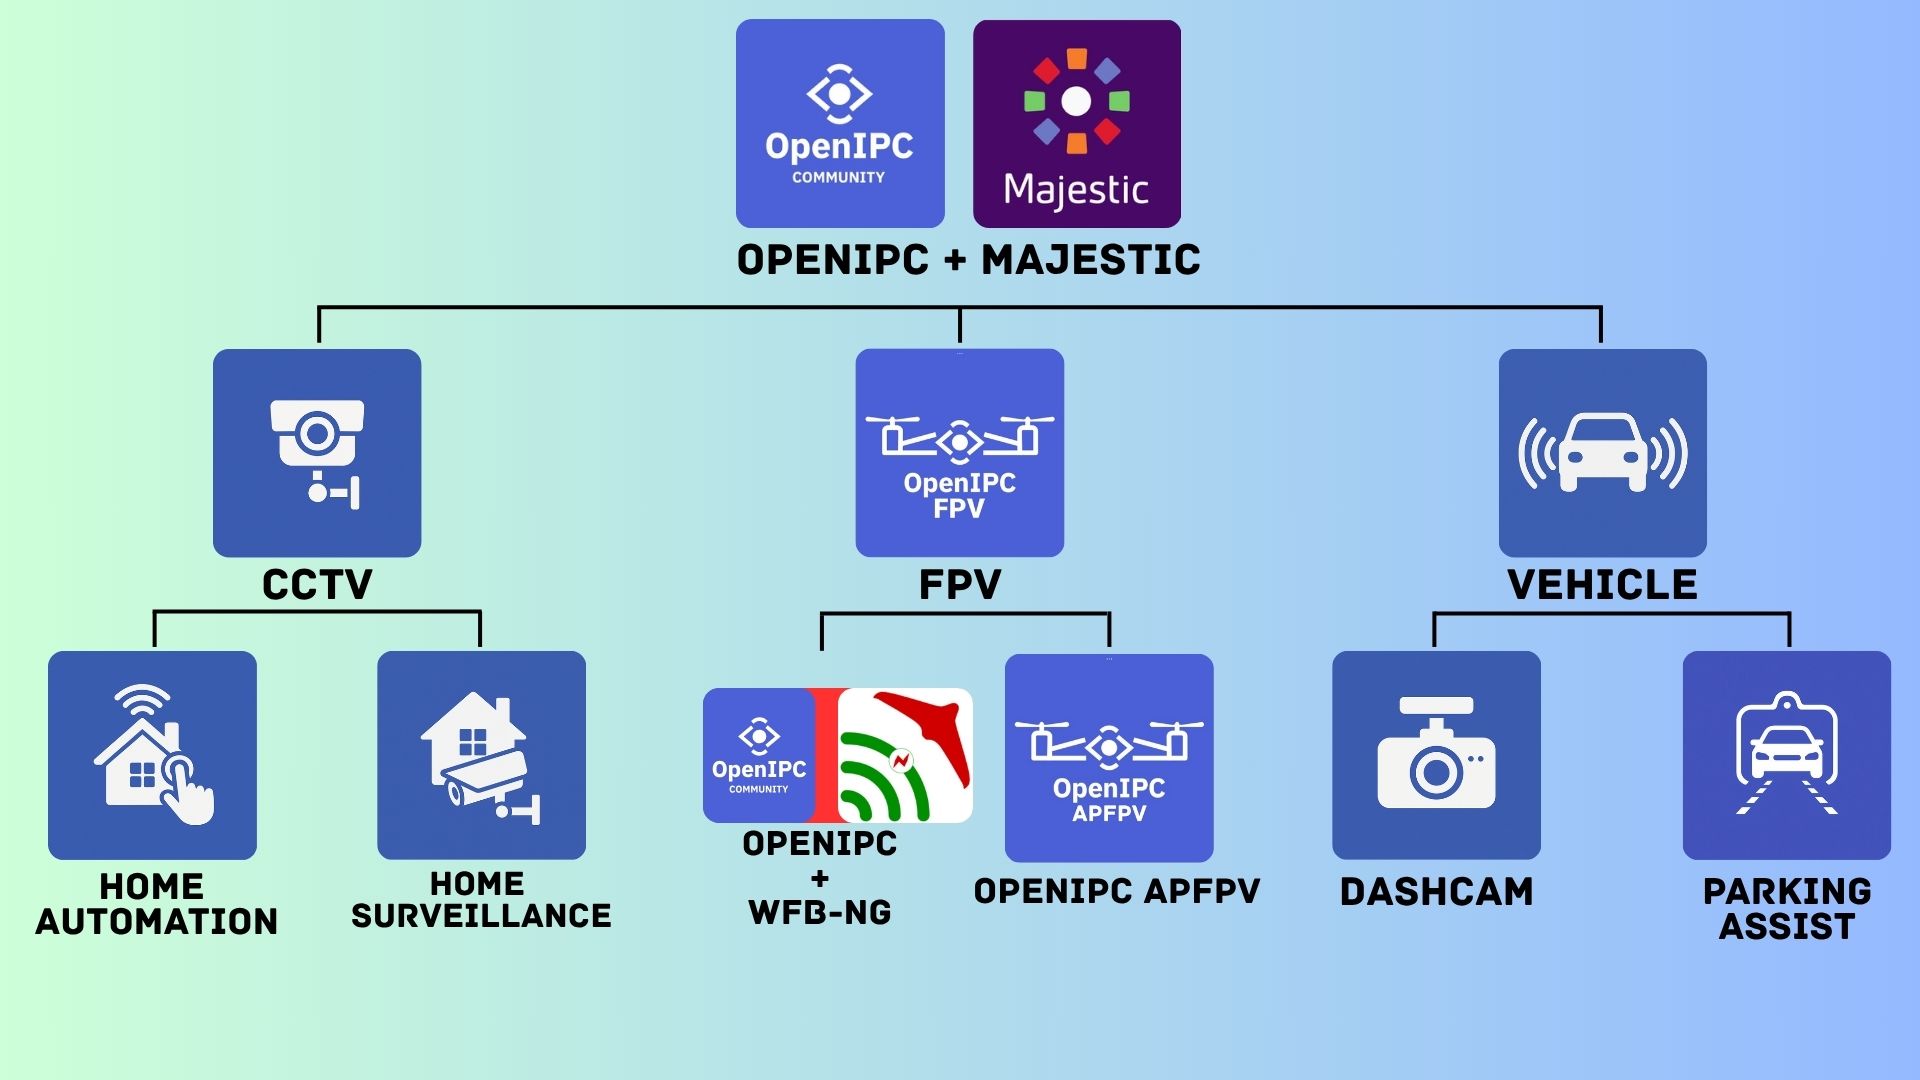 OpenIPC
COMMUNITY
Majestic
OPENIPC + MAJESTIC
OpenIPC
FPV
CCTV
FPV
VEHICLE
OpenIPC
COMMUNITY
OpenIPC
APFPV
HOME
AUTOMATION
HOME
SURVEILLANCE
OPENIPC
+
WFB-NG
OPENIPC APFPV
DASHCAM
PARKING
ASSIST